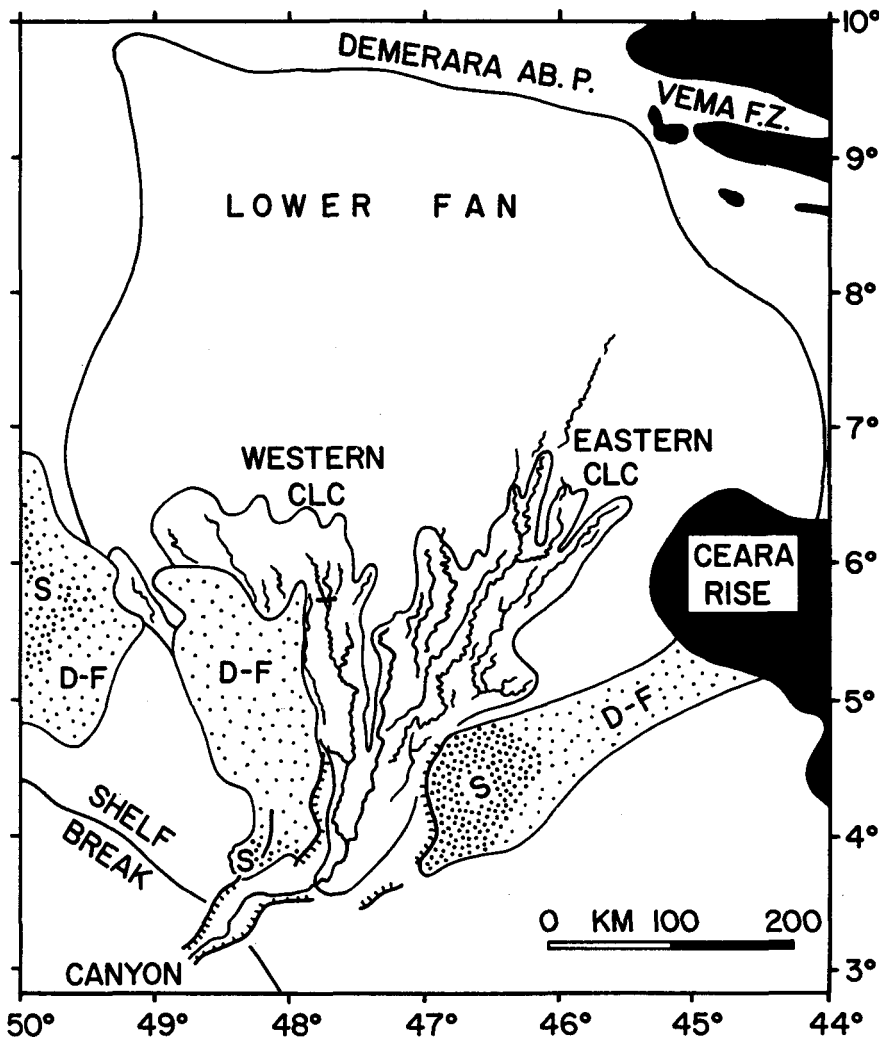 10°
DEMERARA AB. P.
VEMA F.Z.
9°
LOWER FAN
8°
7°
WESTERN
CLC
EASTERN
CLC
6°
CEARA
RISE
S
D-F
D-F
5°
D-F
S
SHELF
BREAK
4°
S
0 KM 100 200
CANYON
3°
50° 49° 48° 47° 46° 45° 44°